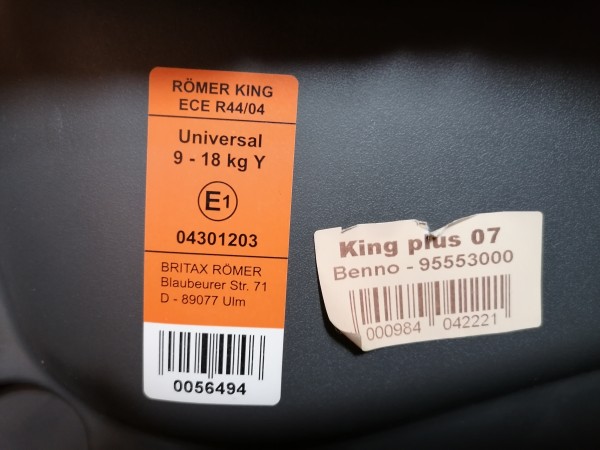 RÖMER KING
ECE R44/04
Universal
9 - 18 kg Y
E1
04301203
BRITAX RÖMER
Blaubeurer Str. 71
D - 89077 Ulm
0056494
King plus 07
Benno - 95553000
000984 042221